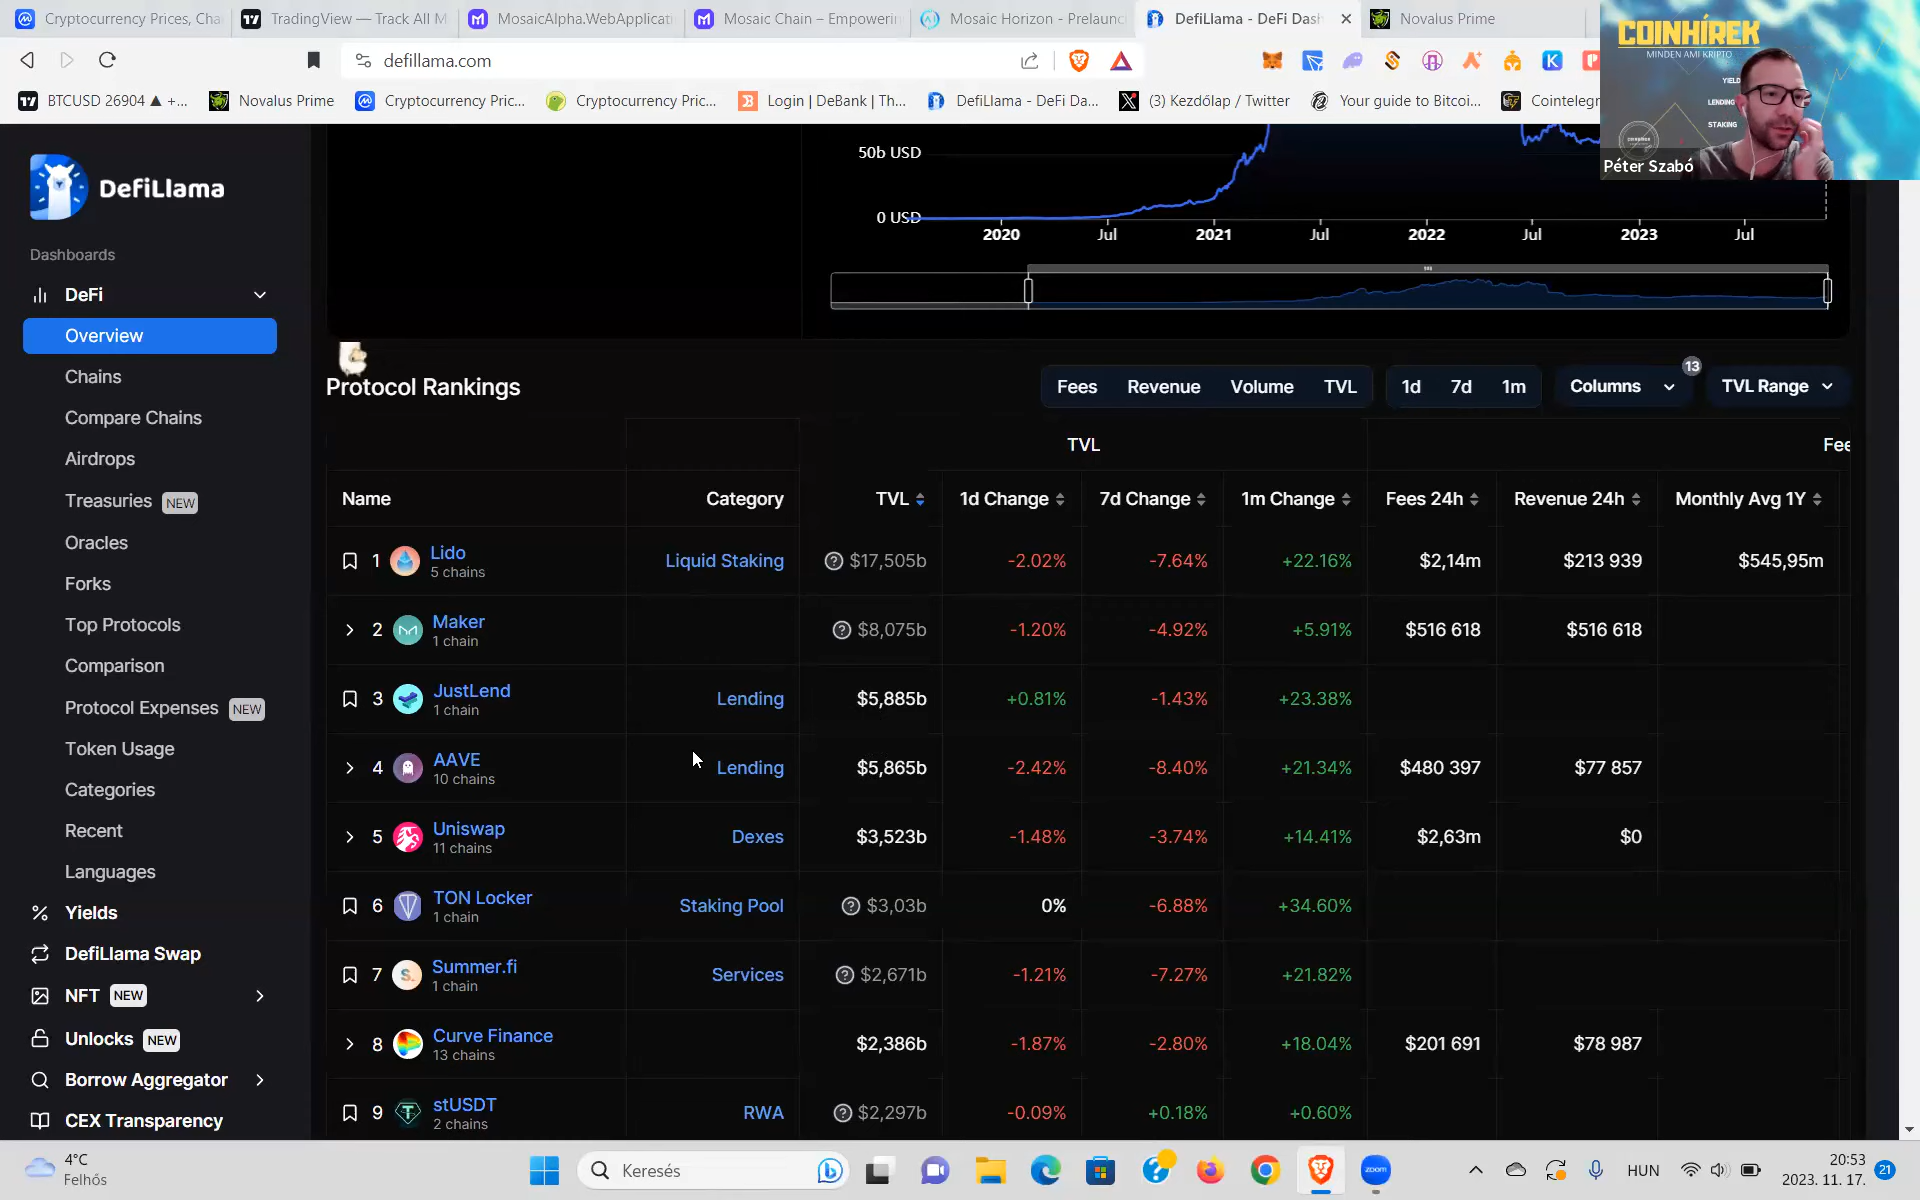 Cryptocurrency Prices, Cha
TradingView — Track All M
MosaicAlpha.WebApplicati
Mosaic Chain – Empowerin
Mosaic Horizon - Prelaunc
DefiLlama - DeFi Dash
Novalus Prime
defillama.com
BTCUSD 26904 ▲ +...
Novalus Prime
Cryptocurrency Pric...
Cryptocurrency Pric...
Login | DeBank | Th...
DefiLlama - DeFi Da...
(3) Kezdőlap / Twitter
Your guide to Bitcoi...
Cointelegr
COINHÍREK
MINDEN AMI KRIPTO
YIELD
LENDING
STAKING
Péter Szabó
DefiLlama
Dashboards
DeFi
Overview
Chains
Compare Chains
Airdrops
Treasuries NEW
Oracles
Forks
Top Protocols
Comparison
Protocol Expenses NEW
Token Usage
Categories
Recent
Languages
Yields
DefiLlama Swap
NFT NEW
Unlocks NEW
Borrow Aggregator
CEX Transparency
50b USD
0 USD
2020 Jul 2021 Jul 2022 Jul 2023 Jul
Protocol Rankings
Fees Revenue Volume TVL
1d 7d 1m
Columns 13
TVL Range
TVL Fee
Name Category TVL 1d Change 7d Change 1m Change Fees 24h Revenue 24h Monthly Avg 1Y
1 Lido Liquid Staking $17,505b -2.02% -7.64% +22.16% $2,14m $213 939 $545,95m
5 chains
2 Maker $8,075b -1.20% -4.92% +5.91% $516 618 $516 618
1 chain
3 JustLend Lending $5,885b +0.81% -1.43% +23.38%
1 chain
4 AAVE Lending $5,865b -2.42% -8.40% +21.34% $480 397 $77 857
10 chains
5 Uniswap Dexes $3,523b -1.48% -3.74% +14.41% $2,63m $0
11 chains
6 TON Locker Staking Pool $3,03b 0% -6.88% +34.60%
1 chain
7 Summer.fi Services $2,671b -1.21% -7.27% +21.82%
1 chain
8 Curve Finance $2,386b -1.87% -2.80% +18.04% $201 691 $78 987
13 chains
9 stUSDT RWA $2,297b -0.09% +0.18% +0.60%
2 chains
4°C
Felhős
Keresés
zoom
HUN
20:53
2023. 11. 17.
21